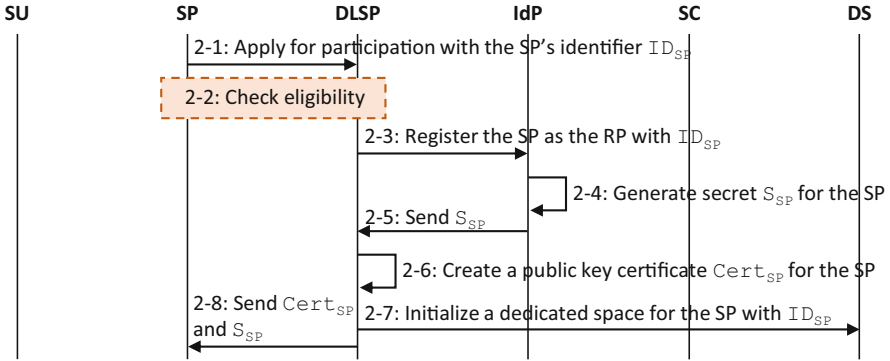 SU SP DLSP IdP SC DS
2-1: Apply for participation with the SP's identifier ID_SP
2-2: Check eligibility
2-3: Register the SP as the RP with ID_SP
2-4: Generate secret S_SP for the SP
2-5: Send S_SP
2-6: Create a public key certificate Cert_SP for the SP
2-8: Send Cert_SP
and S_SP
2-7: Initialize a dedicated space for the SP with ID_SP